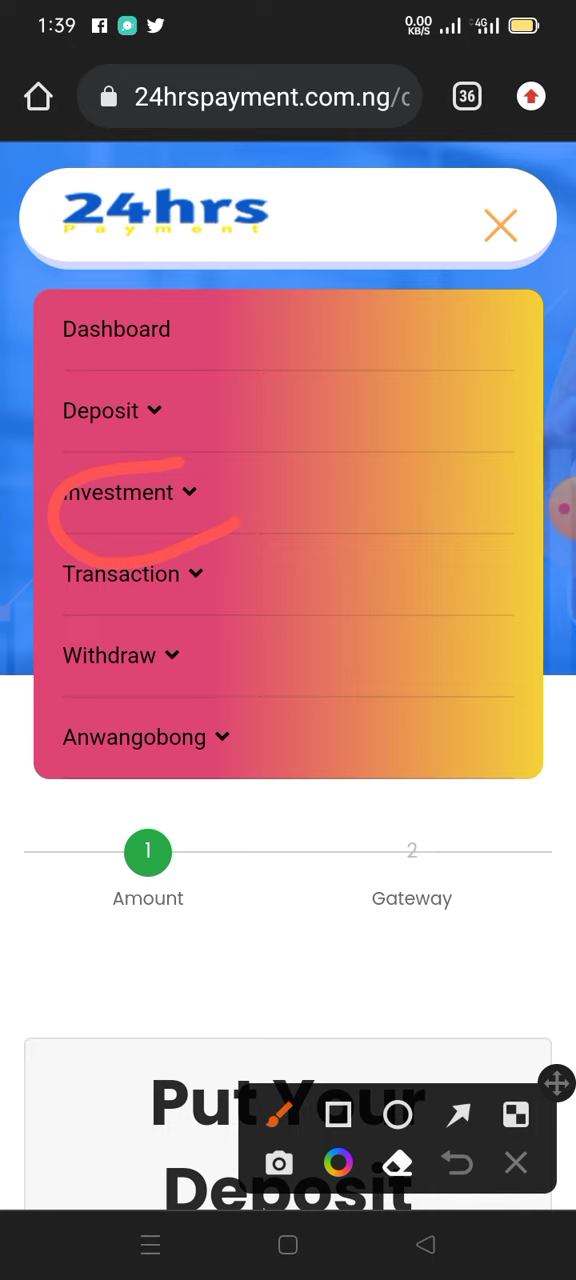 1:39
0.00
KB/S
4G
24hrspayment.com.ng/
36
24hrs
Payment
Dashboard
Deposit
Investment
Transaction
Withdraw
Anwangobong
1
2
Amount
Gateway
Put Your
Deposit